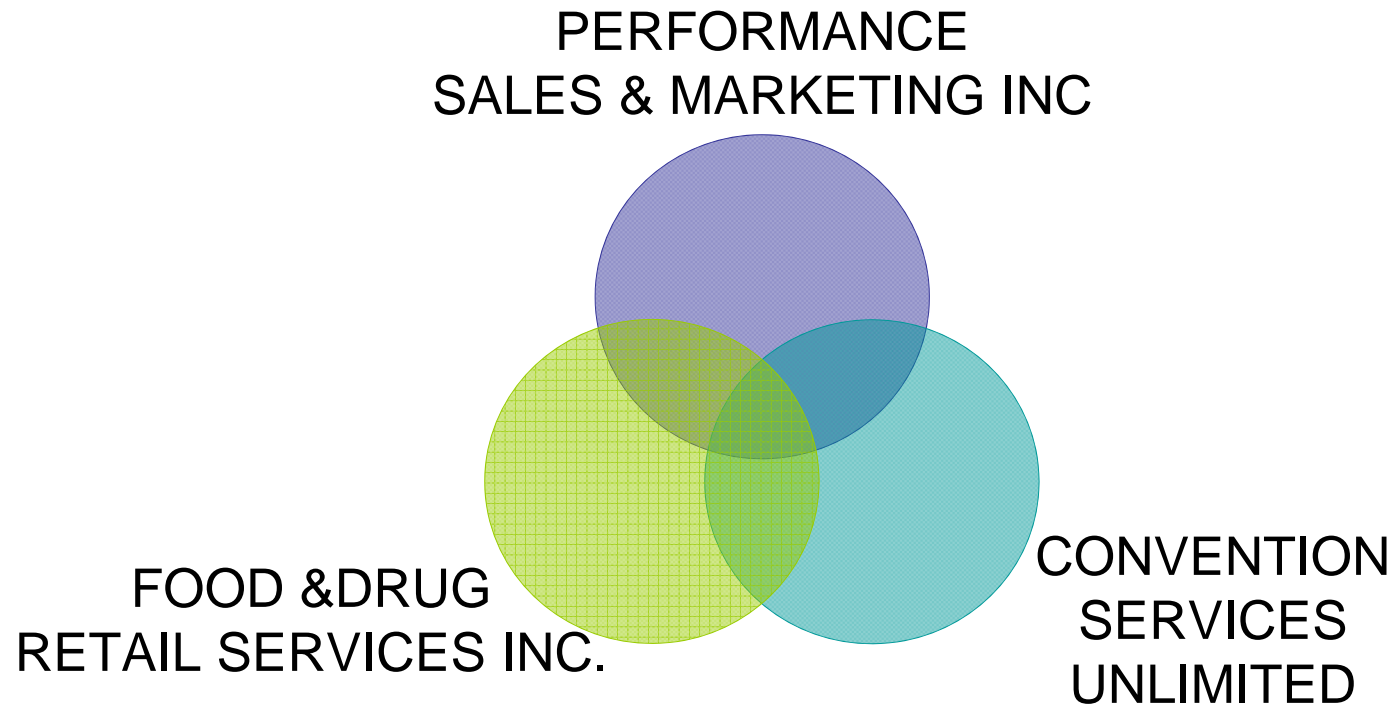 PERFORMANCE
SALES & MARKETING INC
FOOD &DRUG
RETAIL SERVICES INC.
CONVENTION
SERVICES
UNLIMITED